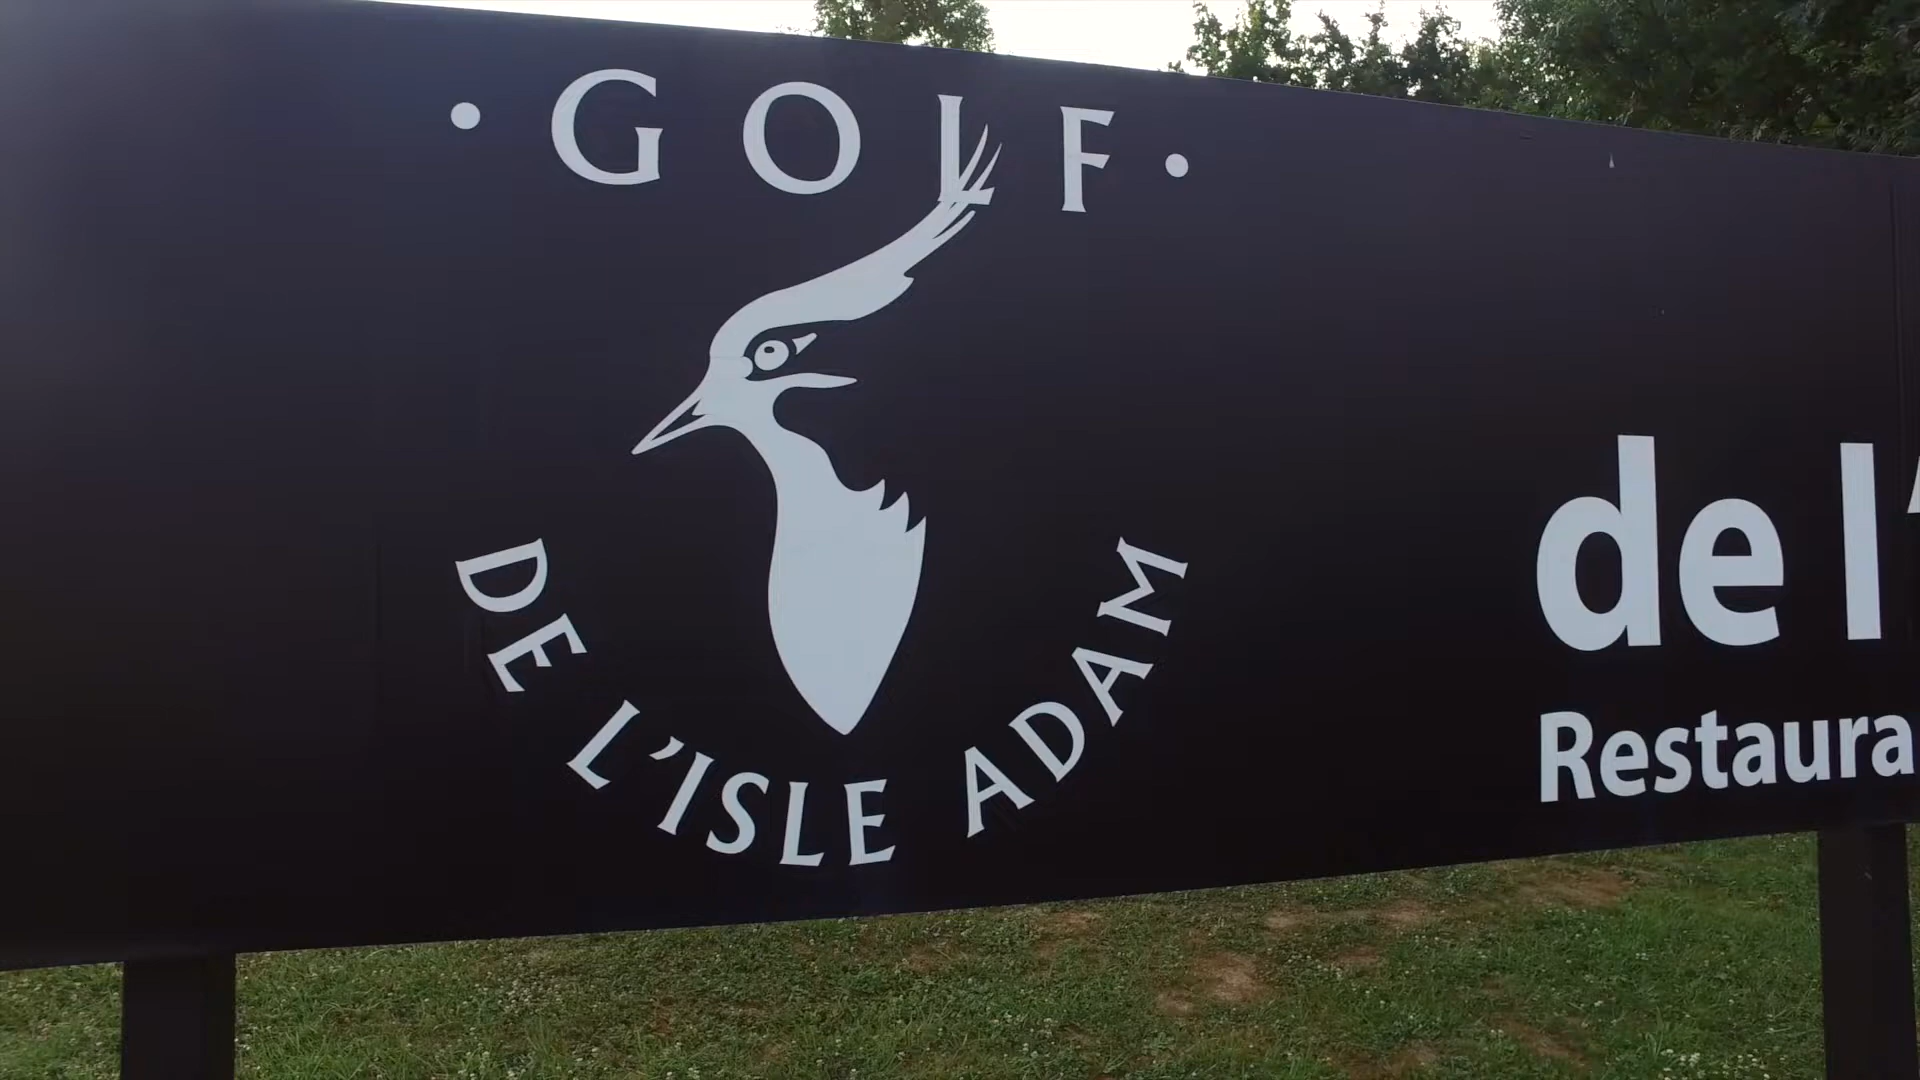 • GOLF •
DE L'ISLE ADAM
de l'
Restaura